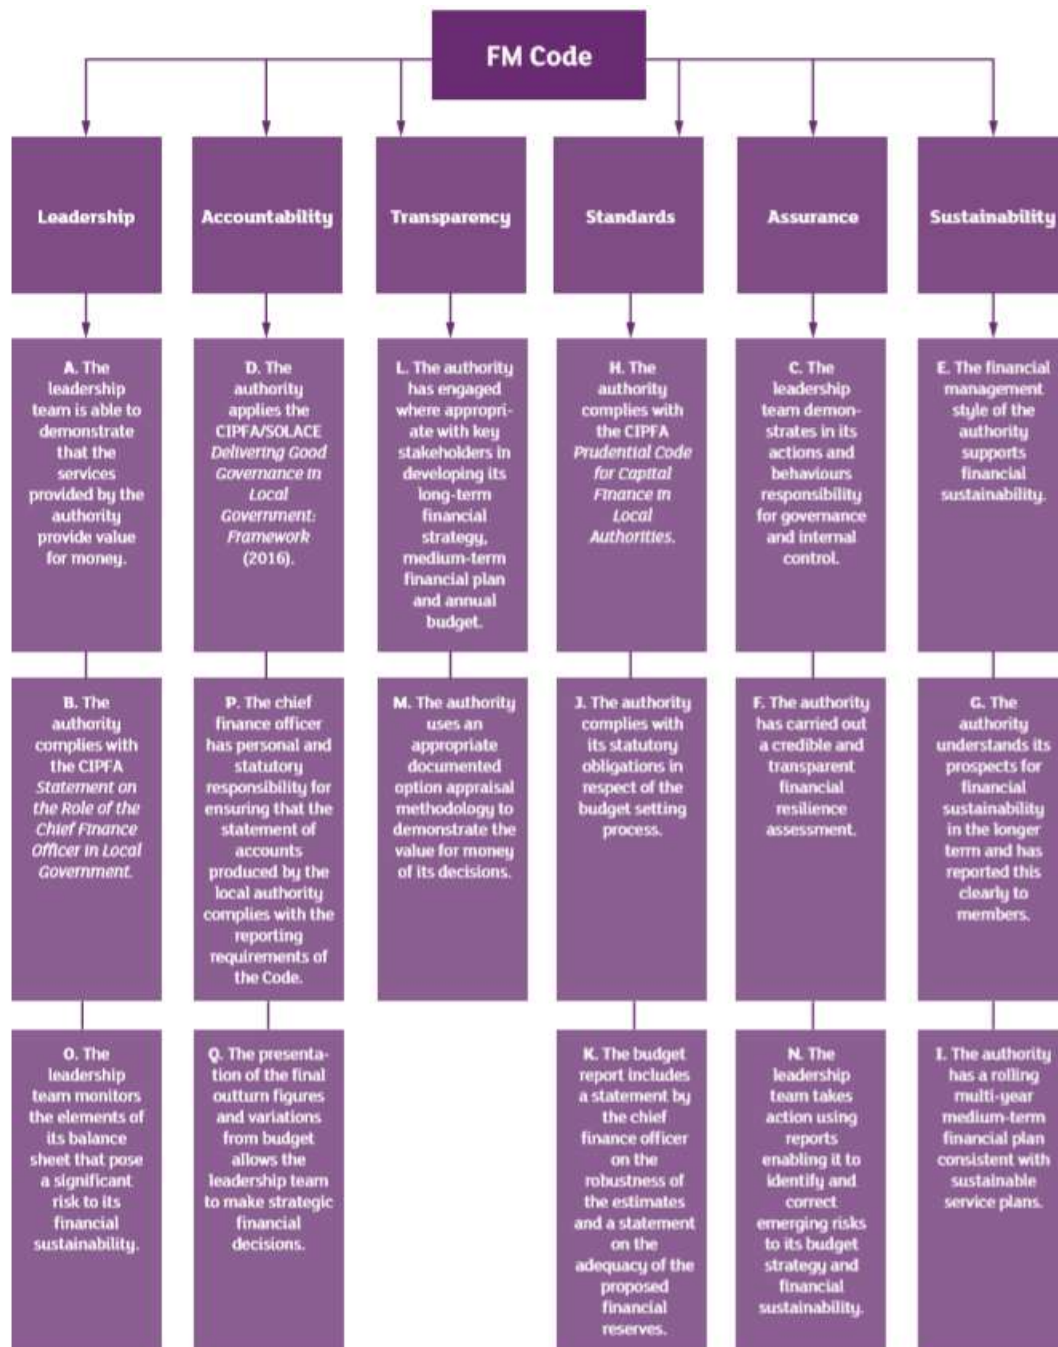 FM Code
Leadership
Accountability
Transparency
Standards
Assurance
Sustainability
A. The
leadership
team is able to
demonstrate
that the
services
provided by the
authority
provide value
for money.
D. The
authority
applies the
CIPFA/SOLACE
Delivering Good
Governance in
Local
Government:
Framework
(2016).
L. The authority
has engaged
where appropri-
ate with key
stakeholders in
developing its
long-term
financial
strategy,
medium-term
financial plan
and annual
budget.
H. The
authority
complies with
the CIPFA
Prudential Code
for Capital
Finance in
Local
Authorities.
C. The
leadership
team demon-
strates in its
actions and
behaviours
responsibility
for governance
and internal
control.
E. The financial
management
style of the
authority
supports
financial
sustainability.
B. The
authority
complies with
the CIPFA
Statement on
the Role of the
Chief Finance
Officer in Local
Government.
P. The chief
finance officer
has personal and
statutory
responsibility for
ensuring that the
statement of
accounts
produced by the
local authority
complies with the
reporting
requirements of
the Code.
M. The authority
uses an
appropriate
documented
option appraisal
methodology to
demonstrate the
value for money
of its decisions.
J. The authority
complies with
its statutory
obligations in
respect of the
budget setting
process.
F. The authority
has carried out
a credible and
transparent
financial
resilience
assessment.
G. The
authority
understands its
prospects for
financial
sustainability
in the longer
term and has
reported this
clearly to
members.
O. The
leadership
team monitors
the elements of
its balance
sheet that pose
a significant
risk to its
financial
sustainability.
Q. The presenta-
tion of the final
outturn figures
and variations
from budget
allows the
leadership team
to make strategic
financial
decisions.
K. The budget
report includes
a statement by
the chief
finance officer
on the
robustness of
the estimates
and a statement
on the
adequacy of the
proposed
financial
reserves.
N. The
leadership
team takes
action using
reports
enabling it to
identify and
correct
emerging risks
to its budget
strategy and
financial
sustainability.
I. The authority
has a rolling
multi-year
medium-term
financial plan
consistent with
sustainable
service plans.